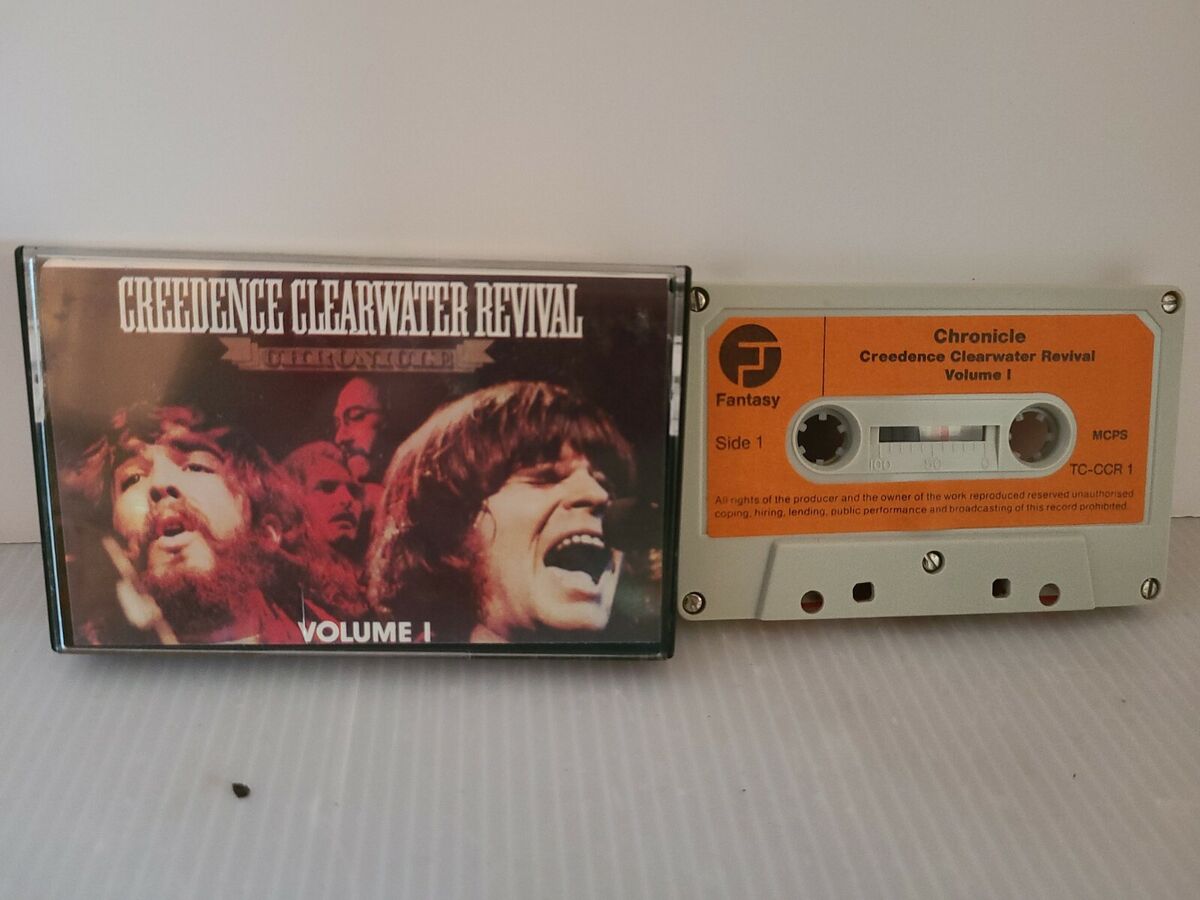 CREEDENCE CLEARWATER REVIVAL
CHRONICLE
VOLUME I
Chronicle
Creedence Clearwater Revival
Volume I
Fantasy
Side 1
MCPS
100 50 0
TC-CCR 1
All rights of the producer and the owner of the work reproduced reserved unauthorised
coping, hiring, lending, public performance and broadcasting of this record prohibited.